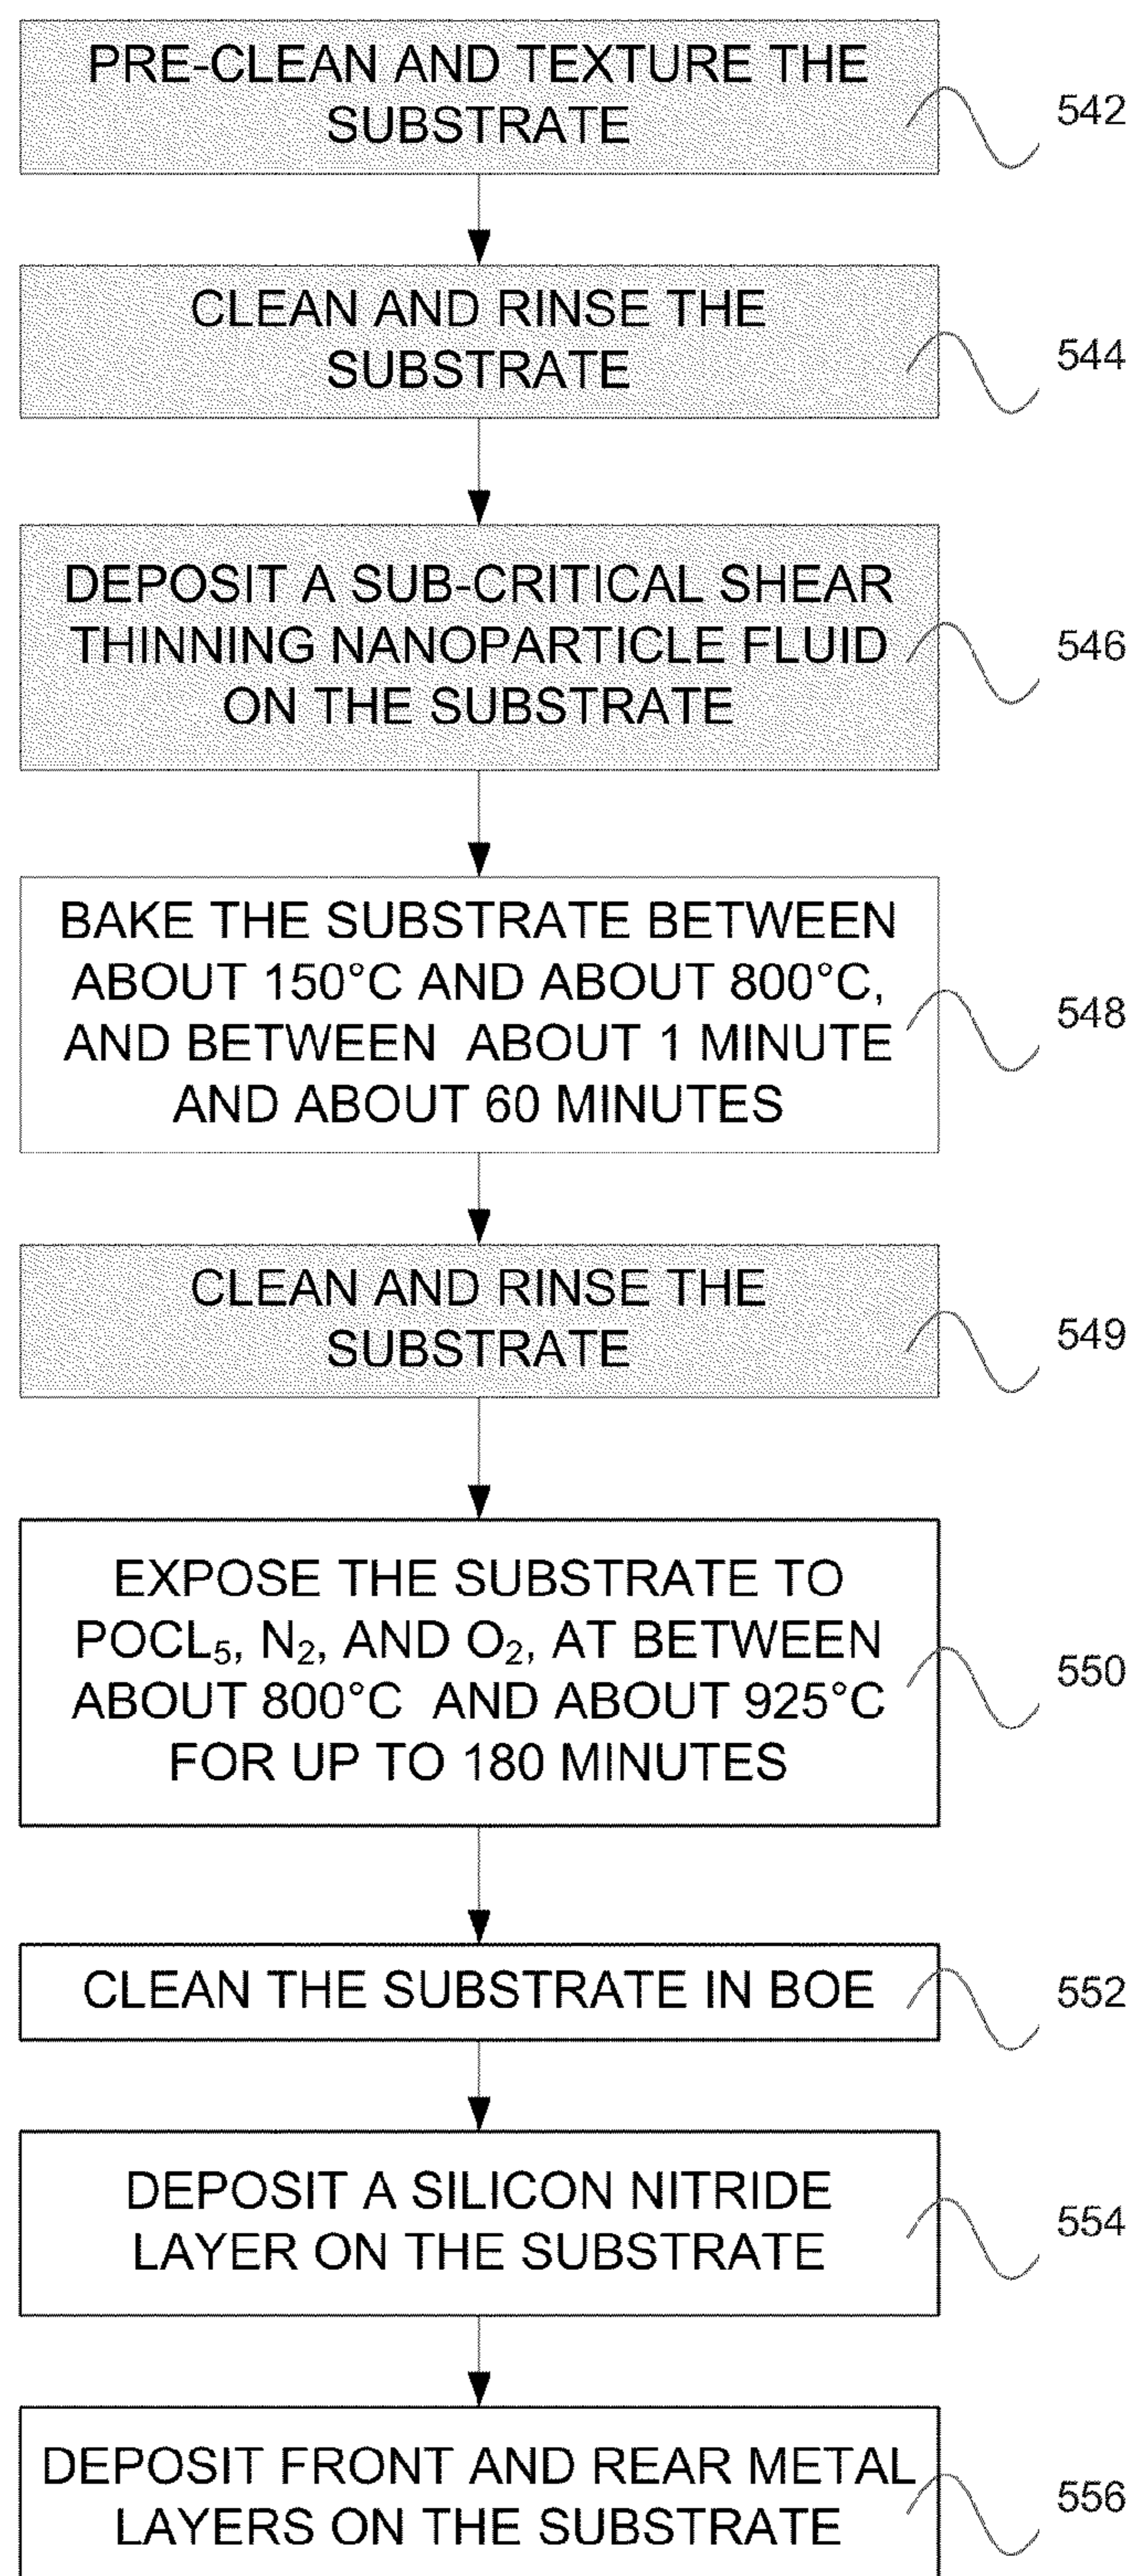 PRE-CLEAN AND TEXTURE THE
SUBSTRATE
542
CLEAN AND RINSE THE
SUBSTRATE
544
DEPOSIT A SUB-CRITICAL SHEAR
THINNING NANOPARTICLE FLUID
ON THE SUBSTRATE
546
BAKE THE SUBSTRATE BETWEEN
ABOUT 150°C AND ABOUT 800°C,
AND BETWEEN ABOUT 1 MINUTE
AND ABOUT 60 MINUTES
548
CLEAN AND RINSE THE
SUBSTRATE
549
EXPOSE THE SUBSTRATE TO
POCL₅, N₂, AND O₂, AT BETWEEN
ABOUT 800°C AND ABOUT 925°C
FOR UP TO 180 MINUTES
550
CLEAN THE SUBSTRATE IN BOE
552
DEPOSIT A SILICON NITRIDE
LAYER ON THE SUBSTRATE
554
DEPOSIT FRONT AND REAR METAL
LAYERS ON THE SUBSTRATE
556